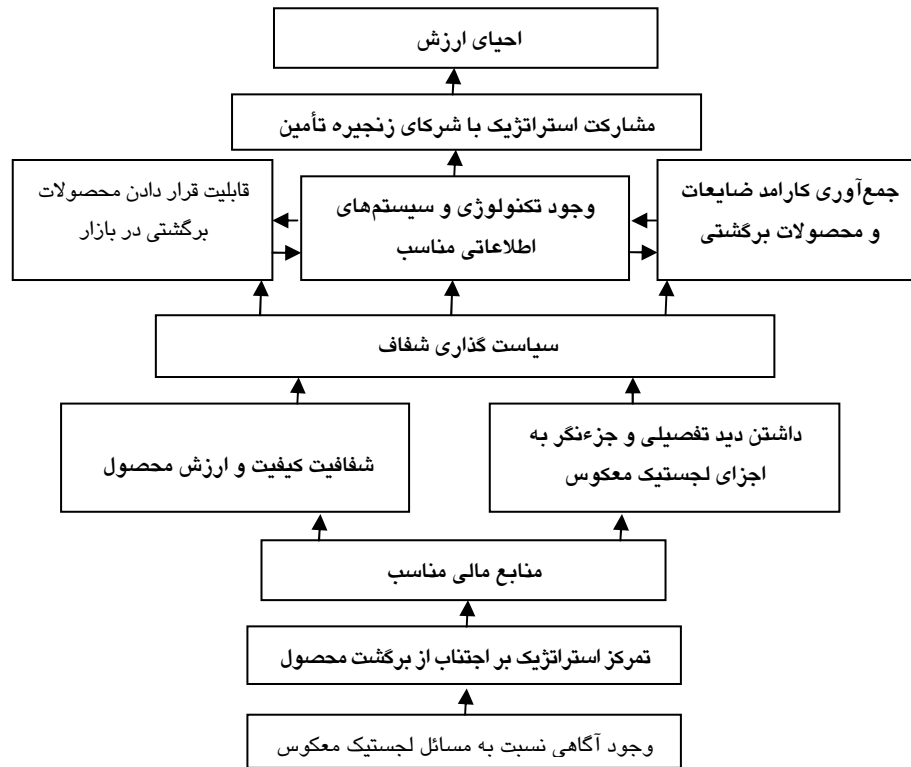 احیای ارزش
مشارکت استراتژیک با شرکای زنجیره تأمین
جمع‌آوری کارامد ضایعات
و محصولات برگشتی
وجود تکنولوژی و سیستم‌های
اطلاعاتی مناسب
قابلیت قرار دادن محصولات
برگشتی در بازار
سیاست گذاری شفاف
داشتن دید تفصیلی و جزءنگر به
اجزای لجستیک معکوس
شفافیت کیفیت و ارزش محصول
منابع مالی مناسب
تمرکز استراتژیک بر اجتناب از برگشت محصول
وجود آگاهی نسبت به مسائل لجستیک معکوس